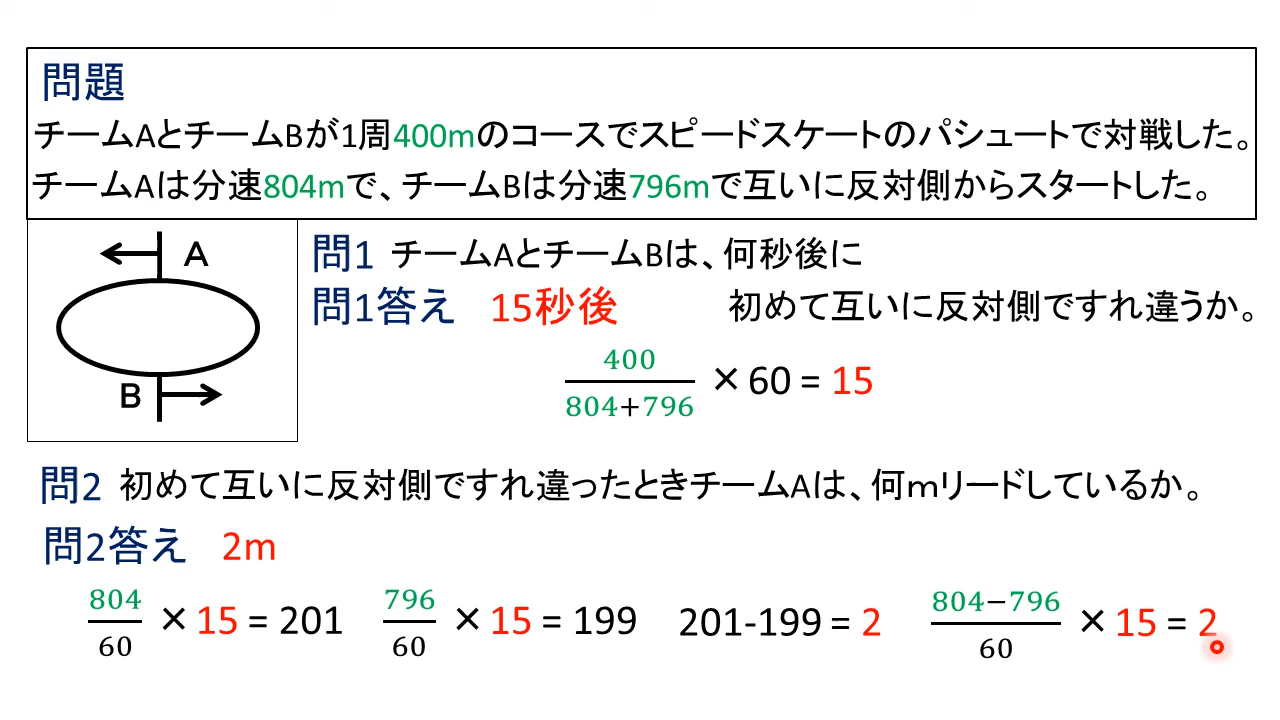 問題
チームAとチームBが1周400mのコースでスピードスケートのパシュートで対戦した。
チームAは分速804mで、チームBは分速796mで互いに反対側からスタートした。
A
B
問1 チームAとチームBは、何秒後に
初めて互いに反対側ですれ違うか。
問1答え 15秒後
400/804+796 × 60 = 15
問2 初めて互いに反対側ですれ違ったときチームAは、何mリードしているか。
問2答え 2m
804/60 × 15 = 201 796/60 × 15 = 199 201-199 = 2 804−796/60 × 15 = 2